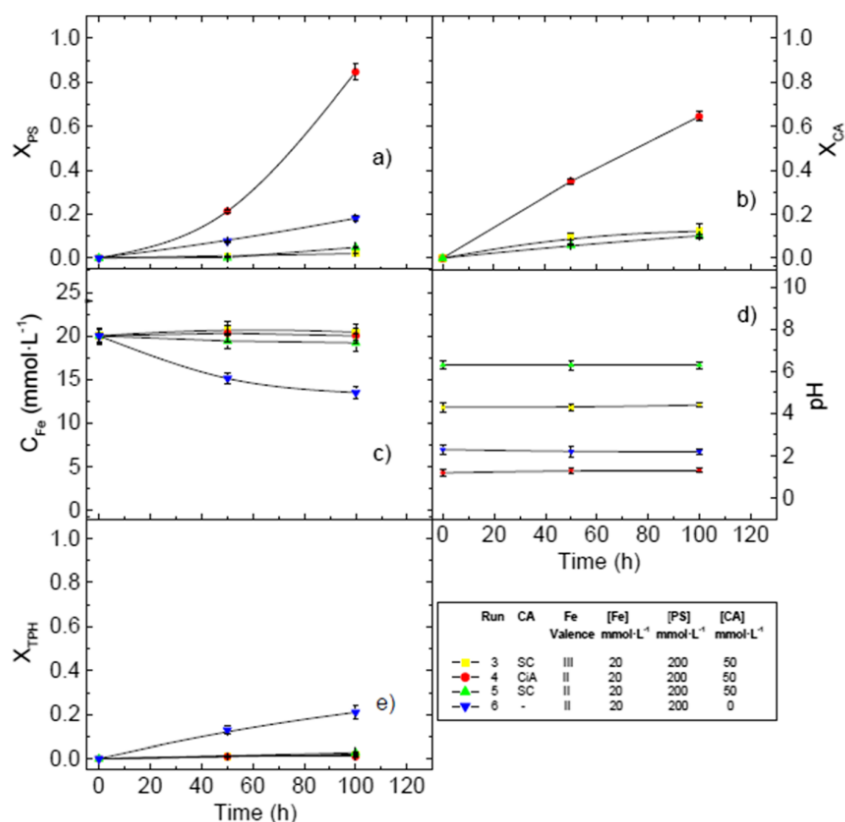 1.0
0.8
0.6
0.4
0.2
0.0
X_PS
a)
1.0
0.8
0.6
0.4
0.2
0.0
X_CA
b)
25
20
15
10
5
0
C_Fe (mmol·L⁻¹)
c)
10
8
6
4
2
0
pH
d)
0 20 40 60 80 100 120
Time (h)
1.0
0.8
0.6
0.4
0.2
0.0
X_TPH
e)
0 20 40 60 80 100 120
Time (h)
Run CA Fe [Fe] [PS] [CA]
Valence mmol·L⁻¹ mmol·L⁻¹ mmol·L⁻¹
3 SC III 20 200 50
4 CiA II 20 200 50
5 SC II 20 200 50
6 - II 20 200 0